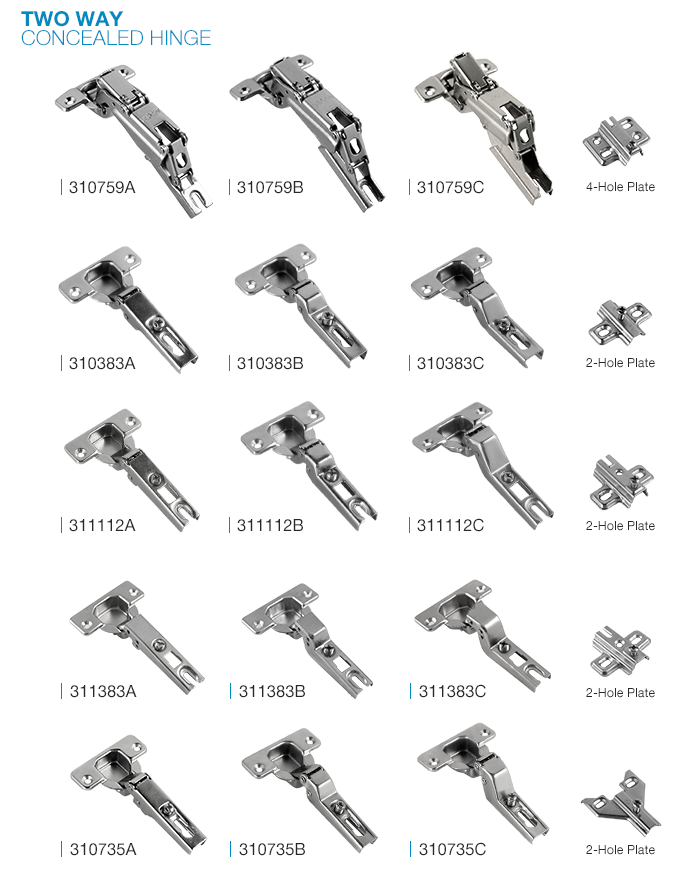 TWO WAY
CONCEALED HINGE
310759A
310759B
310759C
4-Hole Plate
310383A
310383B
310383C
2-Hole Plate
311112A
311112B
311112C
2-Hole Plate
311383A
311383B
311383C
2-Hole Plate
310735A
310735B
310735C
2-Hole Plate